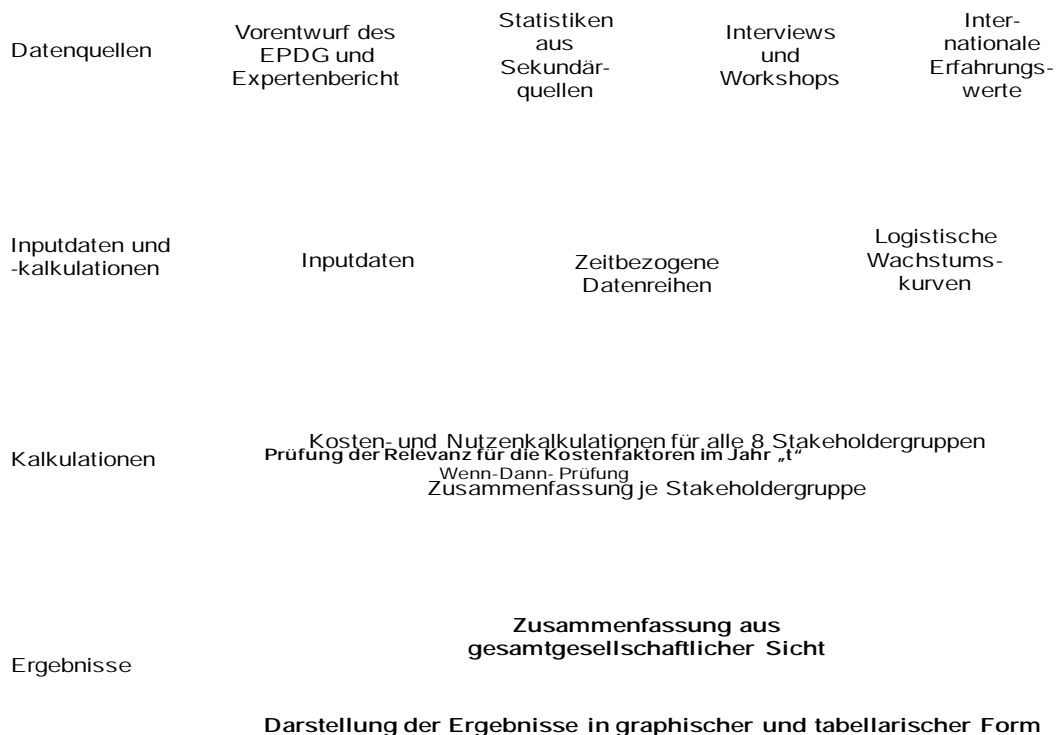 Datenquellen
Vorentwurf des
EPDG und
Expertenbericht
Statistiken
aus
Sekundär-
quellen
Interviews
und
Workshops
Inter-
nationale
Erfahrungs-
werte
Inputdaten und
-kalkulationen
Inputdaten
Zeitbezogene
Datenreihen
Logistische
Wachstums-
kurven
Kalkulationen
Kosten- und Nutzenkalkulationen für alle 8 Stakeholdergruppen
Prüfung der Relevanz für die Kostenfaktoren im Jahr „t“
Wenn-Dann- Prüfung
Zusammenfassung je Stakeholdergruppe
Ergebnisse
Zusammenfassung aus
gesamtgesellschaftlicher Sicht
Darstellung der Ergebnisse in graphischer und tabellarischer Form